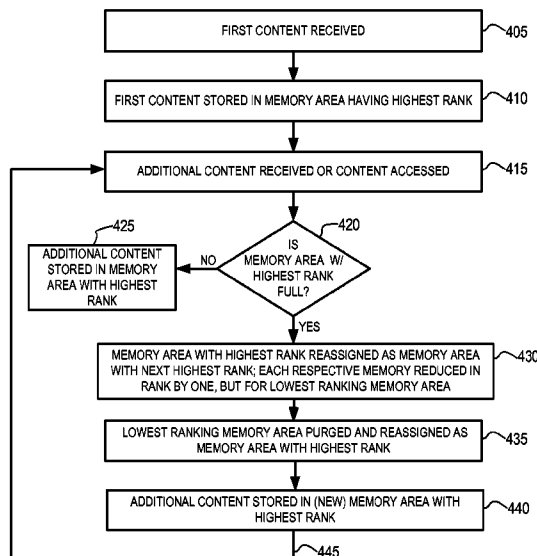 FIRST CONTENT RECEIVED
405
FIRST CONTENT STORED IN MEMORY AREA HAVING HIGHEST RANK
410
ADDITIONAL CONTENT RECEIVED OR CONTENT ACCESSED
415
420
IS
MEMORY AREA W/
HIGHEST RANK
FULL?
NO
425
ADDITIONAL CONTENT
STORED IN MEMORY
AREA WITH HIGHEST
RANK
YES
MEMORY AREA WITH HIGHEST RANK REASSIGNED AS MEMORY AREA
WITH NEXT HIGHEST RANK; EACH RESPECTIVE MEMORY REDUCED IN
RANK BY ONE, BUT FOR LOWEST RANKING MEMORY AREA
430
LOWEST RANKING MEMORY AREA PURGED AND REASSIGNED AS
MEMORY AREA WITH HIGHEST RANK
435
ADDITIONAL CONTENT STORED IN (NEW) MEMORY AREA WITH
HIGHEST RANK
440
445